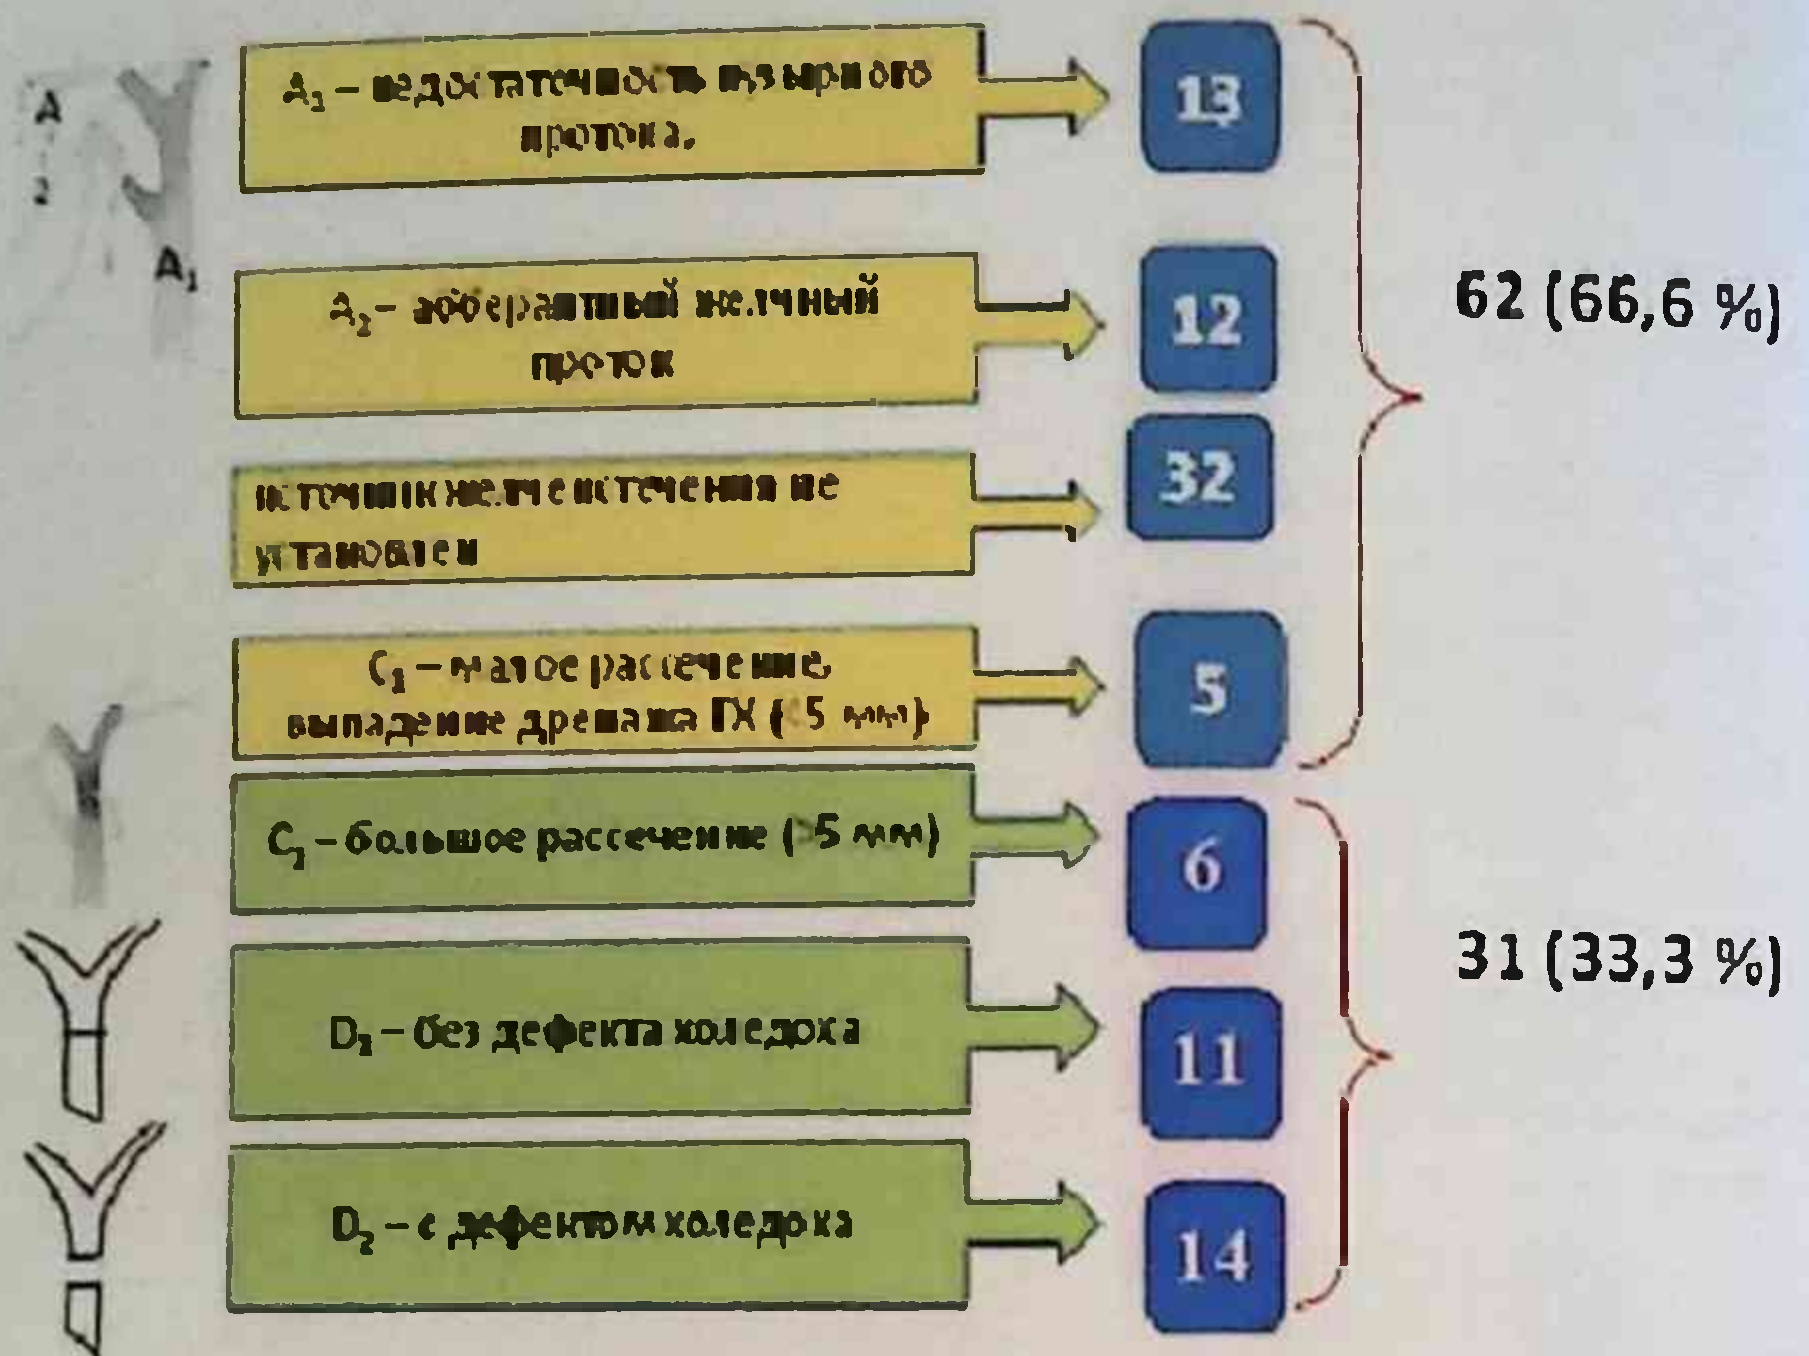 A
2
A₁
A₁ – недостаточность пузырного
протока.
13
A₂ – абберантный желчный
проток
12
источник желчеистечения не
установлен
32
C₁ – малое рассечение,
выпадение дренажа ГХ (<5 мм)
5
62 (66,6 %)
C₂ – большое рассечение (>5 мм)
6
D₁ – без дефекта холедоха
11
D₂ – с дефектом холедоха
14
31 (33,3 %)